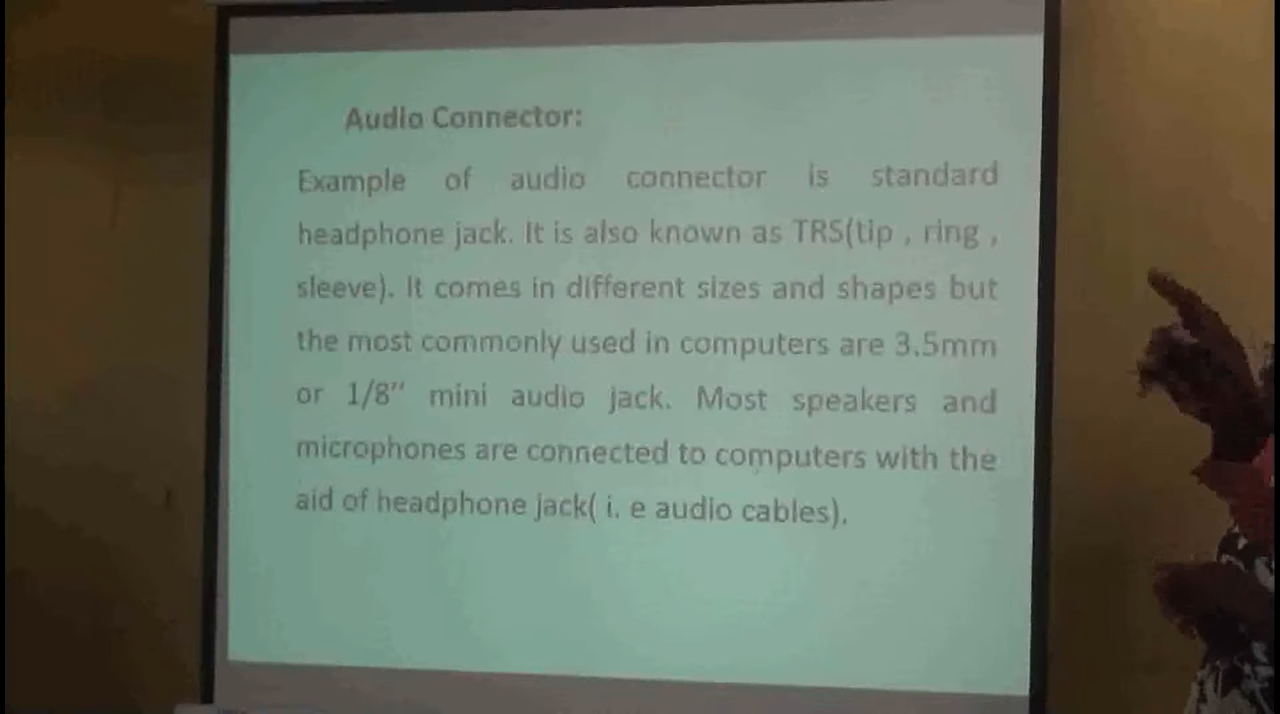 Audio Connector:
Example of audio connector is standard
headphone jack. It is also known as TRS(tip , ring ,
sleeve). It comes in different sizes and shapes but
the most commonly used in computers are 3.5mm
or 1/8″ mini audio jack. Most speakers and
microphones are connected to computers with the
aid of headphone jack( i. e audio cables).